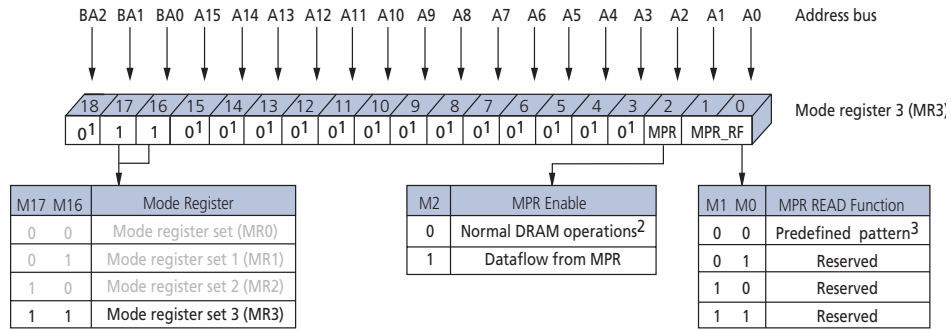 BA2 BA1 BA0 A15 A14 A13 A12 A11 A10 A9 A8 A7 A6 A5 A4 A3 A2 A1 A0 Address bus
18 17 16 15 14 13 12 11 10 9 8 7 6 5 4 3 2 1 0
Mode register 3 (MR3)
0¹ 1 1 0¹ 0¹ 0¹ 0¹ 0¹ 0¹ 0¹ 0¹ 0¹ 0¹ 0¹ 0¹ 0¹ MPR MPR_RF
M17 M16 Mode Register
0 0 Mode register set (MR0)
0 1 Mode register set 1 (MR1)
1 0 Mode register set 2 (MR2)
1 1 Mode register set 3 (MR3)
M2 MPR Enable
0 Normal DRAM operations²
1 Dataflow from MPR
M1 M0 MPR READ Function
0 0 Predefined pattern³
0 1 Reserved
1 0 Reserved
1 1 Reserved